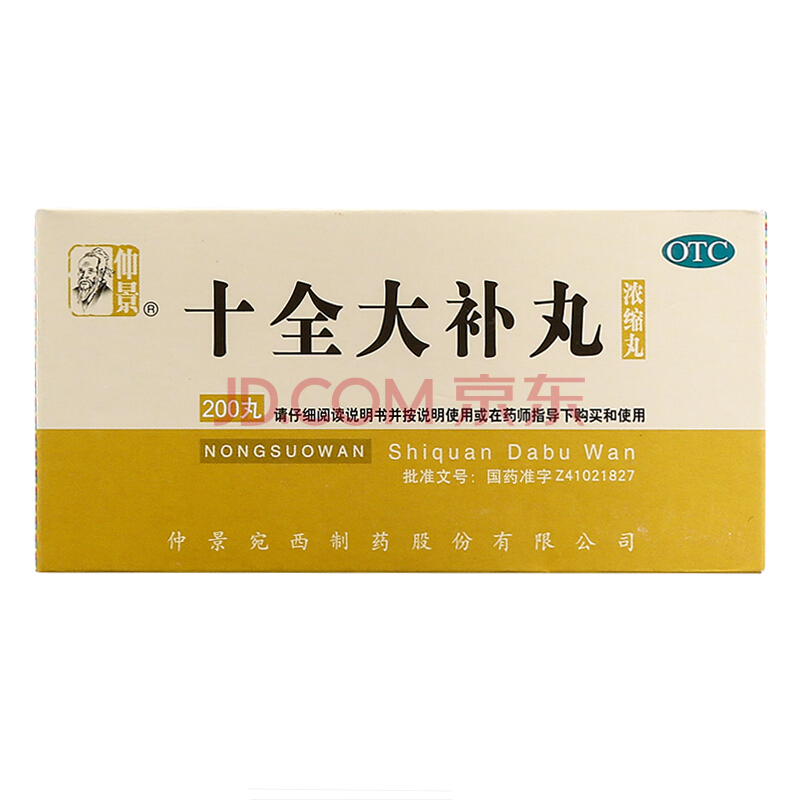 仲景
®
OTC
十全大补丸
浓缩丸
JD.COM 京东
200丸 请仔细阅读说明书并按说明使用或在药师指导下购买和使用
NONGSUOWAN Shiquan Dabu Wan
批准文号：国药准字Z41021827
仲景宛西制药股份有限公司